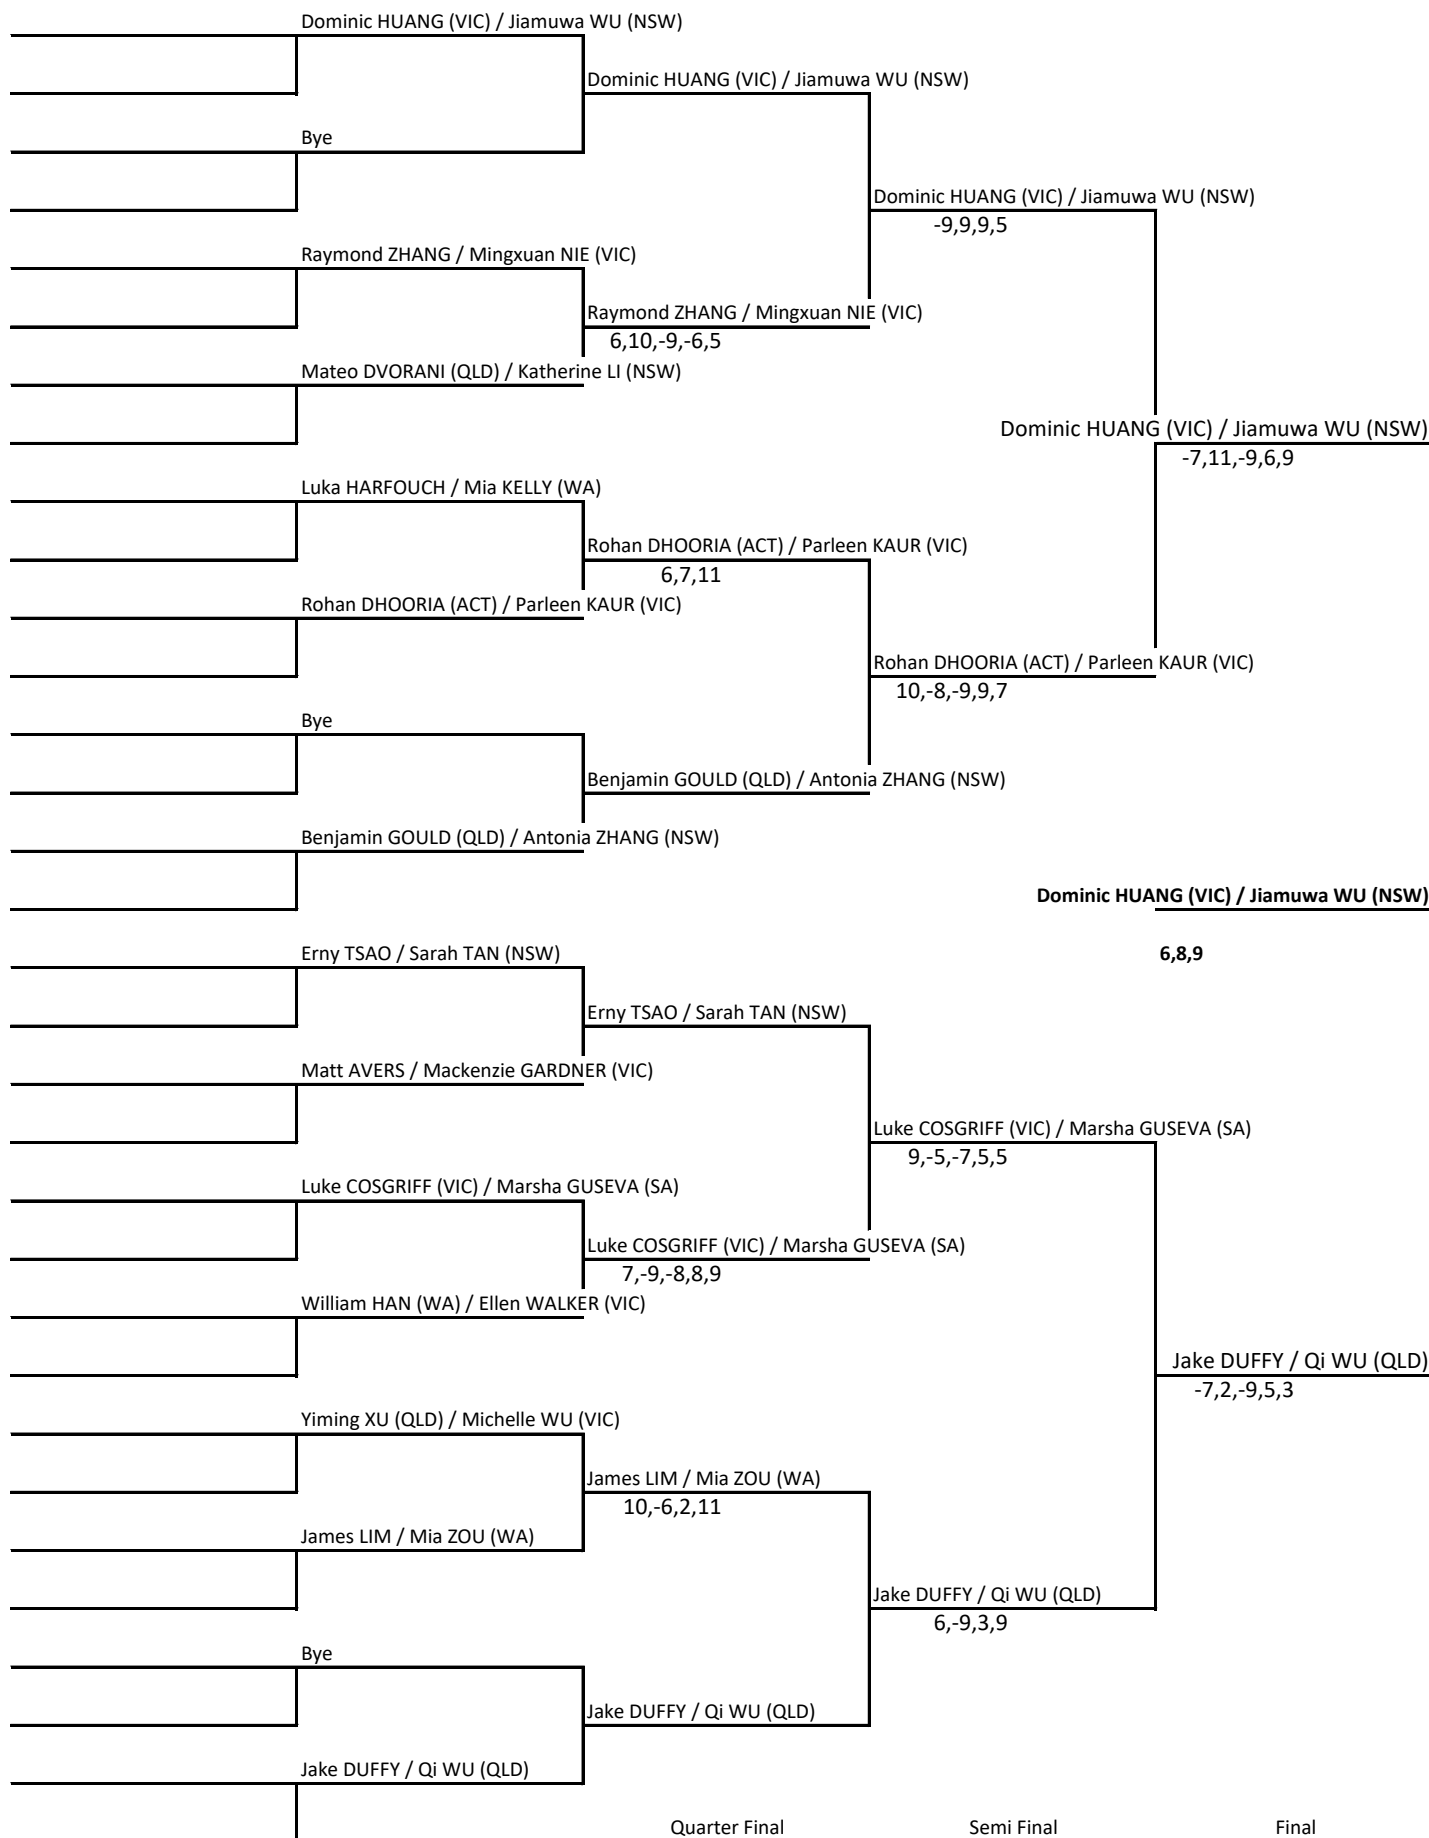 Dominic HUANG (VIC) / Jiamuwa WU (NSW)
Dominic HUANG (VIC) / Jiamuwa WU (NSW)
Bye
Dominic HUANG (VIC) / Jiamuwa WU (NSW)
-9,9,9,5
Raymond ZHANG / Mingxuan NIE (VIC)
Raymond ZHANG / Mingxuan NIE (VIC)
6,10,-9,-6,5
Mateo DVORANI (QLD) / Katherine LI (NSW)
Dominic HUANG (VIC) / Jiamuwa WU (NSW)
-7,11,-9,6,9
Luka HARFOUCH / Mia KELLY (WA)
Rohan DHOORIA (ACT) / Parleen KAUR (VIC)
6,7,11
Rohan DHOORIA (ACT) / Parleen KAUR (VIC)
Rohan DHOORIA (ACT) / Parleen KAUR (VIC)
10,-8,-9,9,7
Bye
Benjamin GOULD (QLD) / Antonia ZHANG (NSW)
Benjamin GOULD (QLD) / Antonia ZHANG (NSW)
Dominic HUANG (VIC) / Jiamuwa WU (NSW)
Erny TSAO / Sarah TAN (NSW)
6,8,9
Erny TSAO / Sarah TAN (NSW)
Matt AVERS / Mackenzie GARDNER (VIC)
Luke COSGRIFF (VIC) / Marsha GUSEVA (SA)
9,-5,-7,5,5
Luke COSGRIFF (VIC) / Marsha GUSEVA (SA)
Luke COSGRIFF (VIC) / Marsha GUSEVA (SA)
7,-9,-8,8,9
William HAN (WA) / Ellen WALKER (VIC)
Jake DUFFY / Qi WU (QLD)
-7,2,-9,5,3
Yiming XU (QLD) / Michelle WU (VIC)
James LIM / Mia ZOU (WA)
10,-6,2,11
James LIM / Mia ZOU (WA)
Jake DUFFY / Qi WU (QLD)
6,-9,3,9
Bye
Jake DUFFY / Qi WU (QLD)
Jake DUFFY / Qi WU (QLD)
Quarter Final Semi Final Final